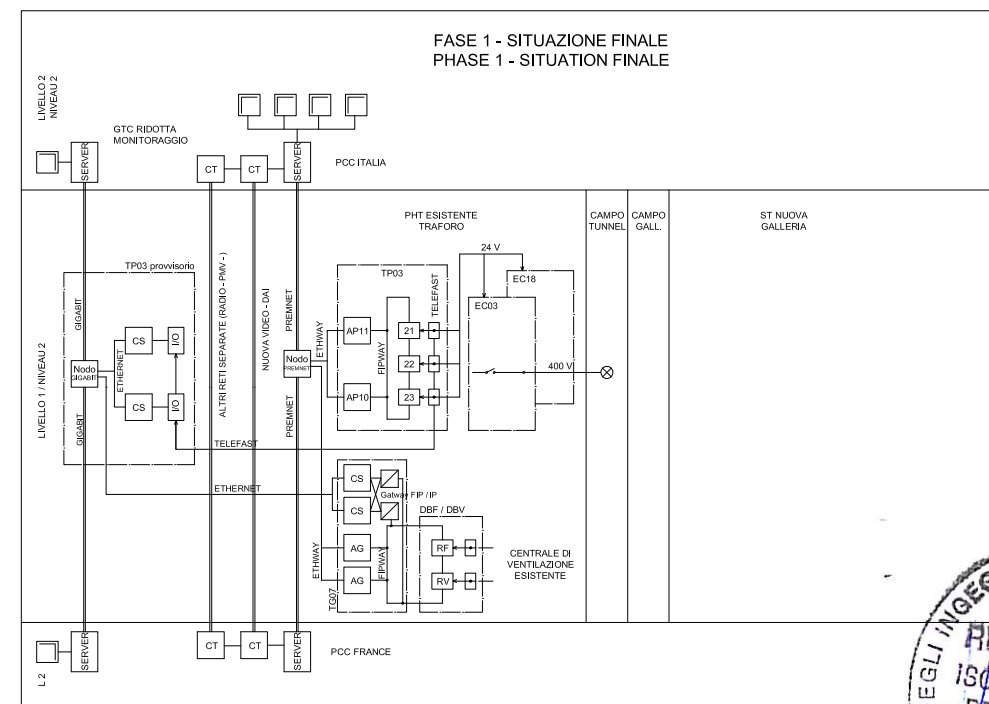 FASE 1 - SITUAZIONE FINALE
PHASE 1 - SITUATION FINALE
LIVELLO 2
NIVEAU 2
GTC RIDOTTA
MONITORAGGIO
SERVER
CT
CT
SERVER
PCC ITALIA
LIVELLO 1 / NIVEAU 2
PHT ESISTENTE
TRAFORO
CAMPO
TUNNEL
CAMPO
GALL.
ST NUOVA
GALLERIA
TP03 provvisorio
GIGABIT
Nodo
GIGABIT
GIGABIT
ETHERNET
CS
CS
I/O
I/O
ALTRI RETI SEPARATE (RADIO - PMV - )
NUOVA VIDEO - DAI
PREMNET
Nodo
PREMNET
PREMNET
ETHWAY
TP03
AP11
AP10
FIPWAY
21
22
23
TELEFAST
24 V
EC18
EC03
400 V
TELEFAST
ETHERNET
ETHWAY
TG07
CS
CS
Gatway FIP / IP
AG
AG
FIPWAY
DBF / DBV
RF
RV
CENTRALE DI
VENTILAZIONE
ESISTENTE
L 2
SERVER
CT
CT
SERVER
PCC FRANCE
EGLI INGEG